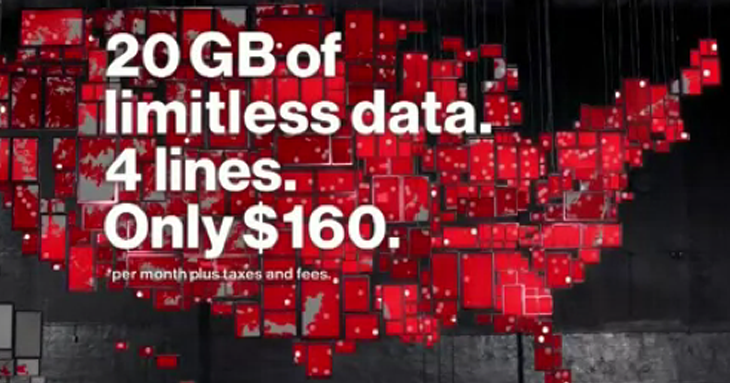 20 GB of
limitless data.
4 lines.
Only $160.
*per month plus taxes and fees.